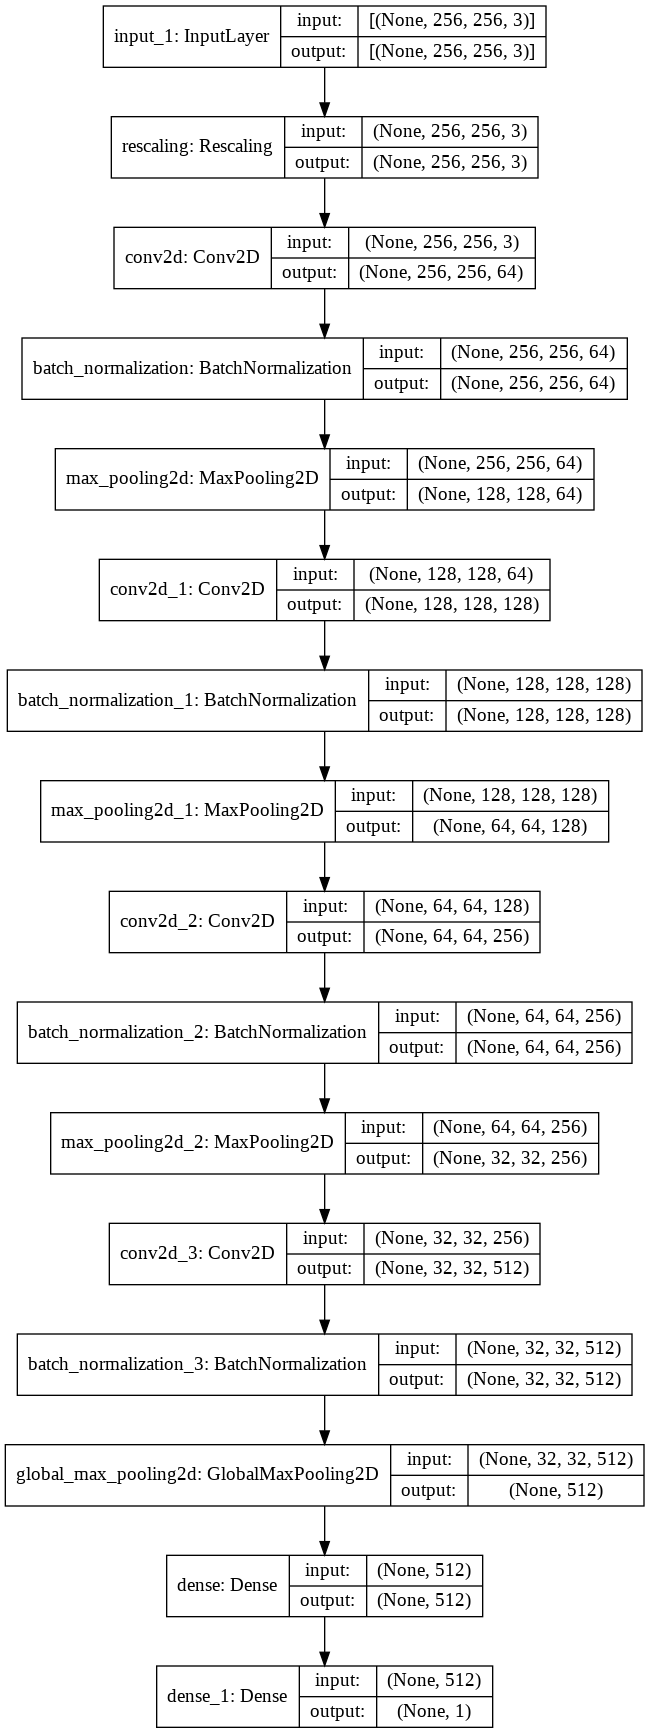 input_1: InputLayer
input:
[(None, 256, 256, 3)]
output:
[(None, 256, 256, 3)]
rescaling: Rescaling
input:
(None, 256, 256, 3)
output:
(None, 256, 256, 3)
conv2d: Conv2D
input:
(None, 256, 256, 3)
output:
(None, 256, 256, 64)
batch_normalization: BatchNormalization
input:
(None, 256, 256, 64)
output:
(None, 256, 256, 64)
max_pooling2d: MaxPooling2D
input:
(None, 256, 256, 64)
output:
(None, 128, 128, 64)
conv2d_1: Conv2D
input:
(None, 128, 128, 64)
output:
(None, 128, 128, 128)
batch_normalization_1: BatchNormalization
input:
(None, 128, 128, 128)
output:
(None, 128, 128, 128)
max_pooling2d_1: MaxPooling2D
input:
(None, 128, 128, 128)
output:
(None, 64, 64, 128)
conv2d_2: Conv2D
input:
(None, 64, 64, 128)
output:
(None, 64, 64, 256)
batch_normalization_2: BatchNormalization
input:
(None, 64, 64, 256)
output:
(None, 64, 64, 256)
max_pooling2d_2: MaxPooling2D
input:
(None, 64, 64, 256)
output:
(None, 32, 32, 256)
conv2d_3: Conv2D
input:
(None, 32, 32, 256)
output:
(None, 32, 32, 512)
batch_normalization_3: BatchNormalization
input:
(None, 32, 32, 512)
output:
(None, 32, 32, 512)
global_max_pooling2d: GlobalMaxPooling2D
input:
(None, 32, 32, 512)
output:
(None, 512)
dense: Dense
input:
(None, 512)
output:
(None, 512)
dense_1: Dense
input:
(None, 512)
output:
(None, 1)